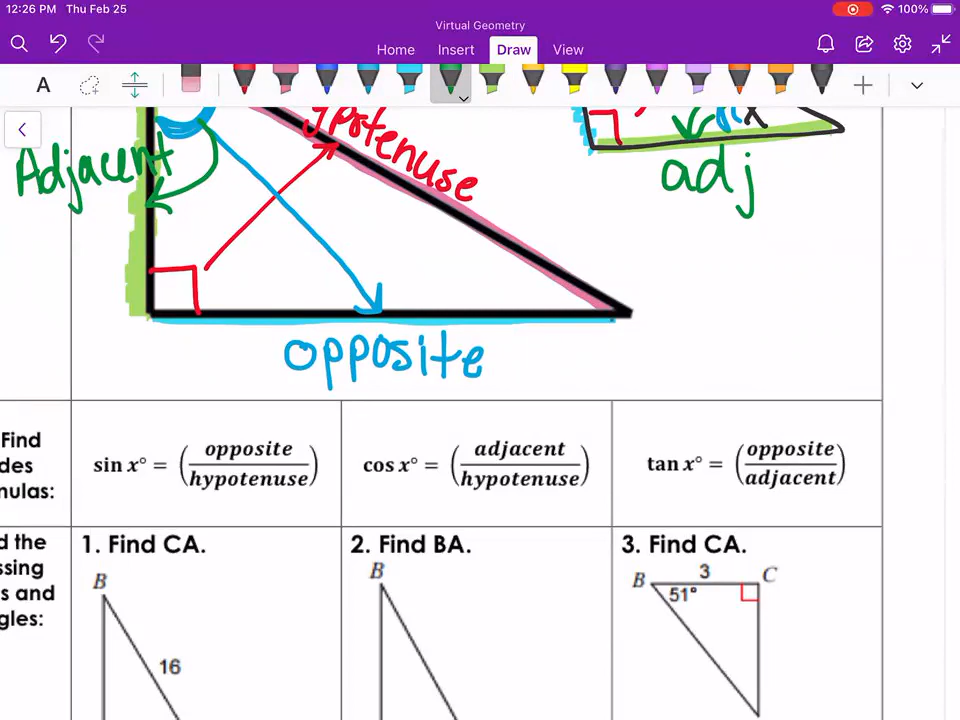 12:26 PM Thu Feb 25
100%
Virtual Geometry
Home Insert Draw View
A
ypotenuse
Adjacent
adj
opposite
Find
des
nulas:
sin x° = (opposite/hypotenuse)
cos x° = (adjacent/hypotenuse)
tan x° = (opposite/adjacent)
d the
ssing
s and
gles:
1. Find CA.
B
16
2. Find BA.
B
3. Find CA.
B 3 C
51°